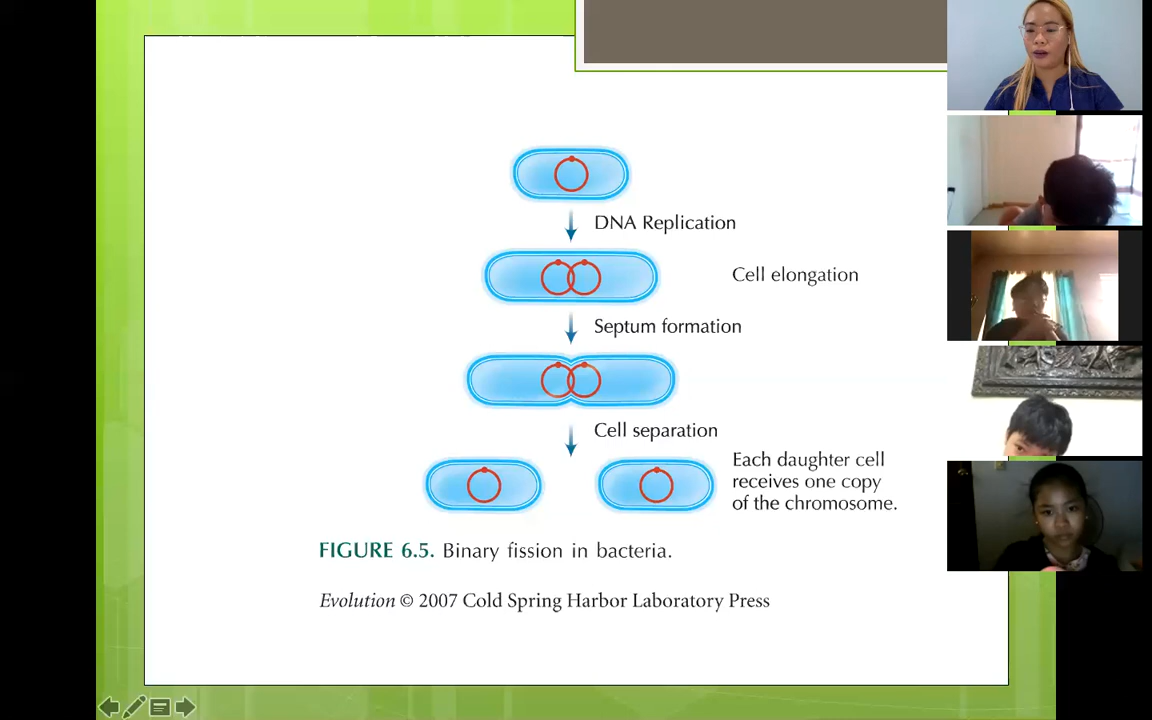 DNA Replication
Cell elongation
Septum formation
Cell separation
Each daughter cell
receives one copy
of the chromosome.
FIGURE 6.5. Binary fission in bacteria.
Evolution © 2007 Cold Spring Harbor Laboratory Press